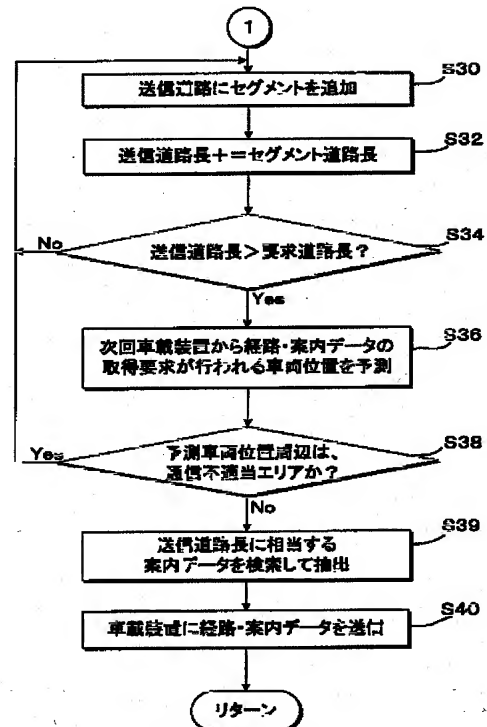 1
送信道路にセグメントを追加
S30
送信道路長+=セグメント道路長
S32
送信道路長>要求道路長?
S34
No
Yes
次回車載装置から経路・案内データの
取得要求が行われる車両位置を予測
S36
予測車両位置周辺は、
通信不適当エリアか?
S38
Yes
No
送信道路長に相当する
案内データを検索して抽出
S39
車載装置に経路・案内データを送信
S40
リターン